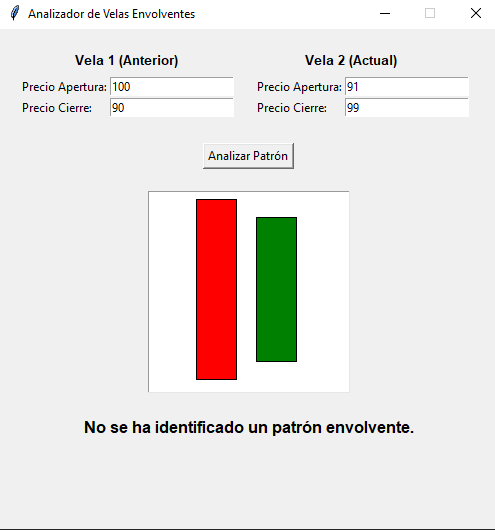 Analizador de Velas Envolventes
Vela 1 (Anterior) Vela 2 (Actual)
Precio Apertura: 100 Precio Apertura: 91
Precio Cierre: 90 Precio Cierre: 99
Analizar Patrón
No se ha identificado un patrón envolvente.